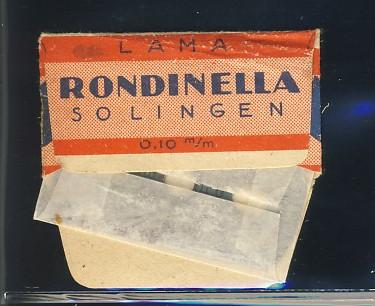 LAMA
RONDINELLA
SOLINGEN
0,10 m/m